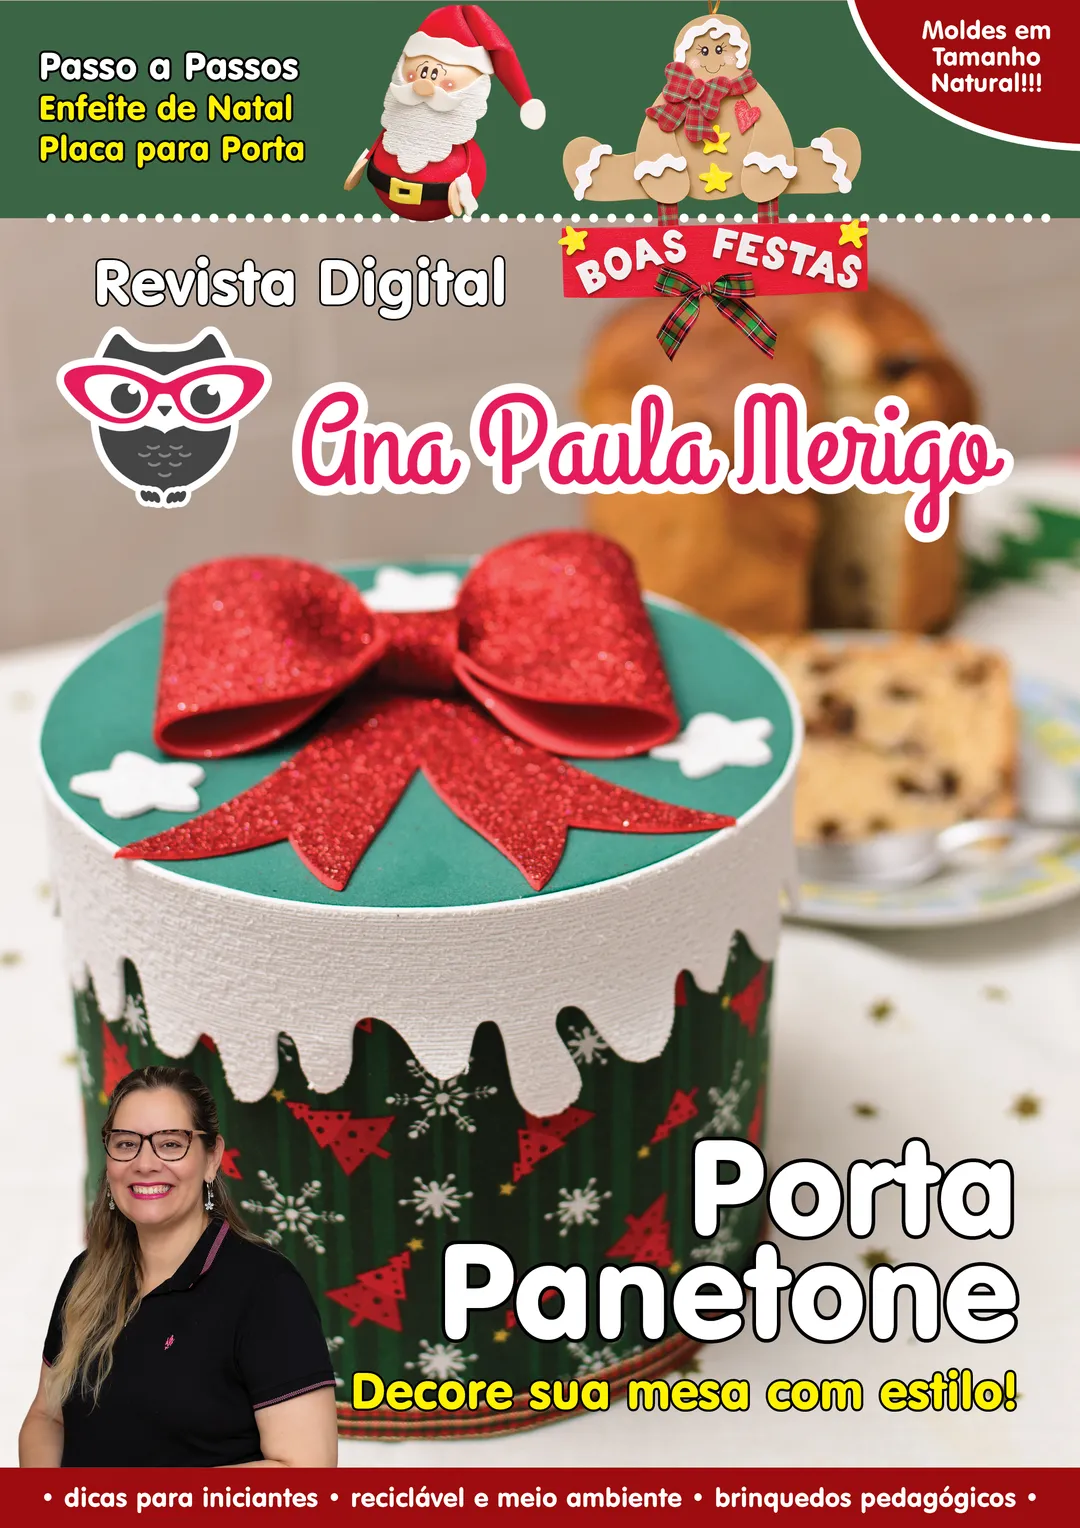 Passo a Passos
Enfeite de Natal
Placa para Porta
Moldes em
Tamanho
Natural!!!
BOAS FESTAS
Revista Digital
Ana Paula Merigo
Porta
Panetone
Decore sua mesa com estilo!
• dicas para iniciantes • reciclável e meio ambiente • brinquedos pedagógicos •